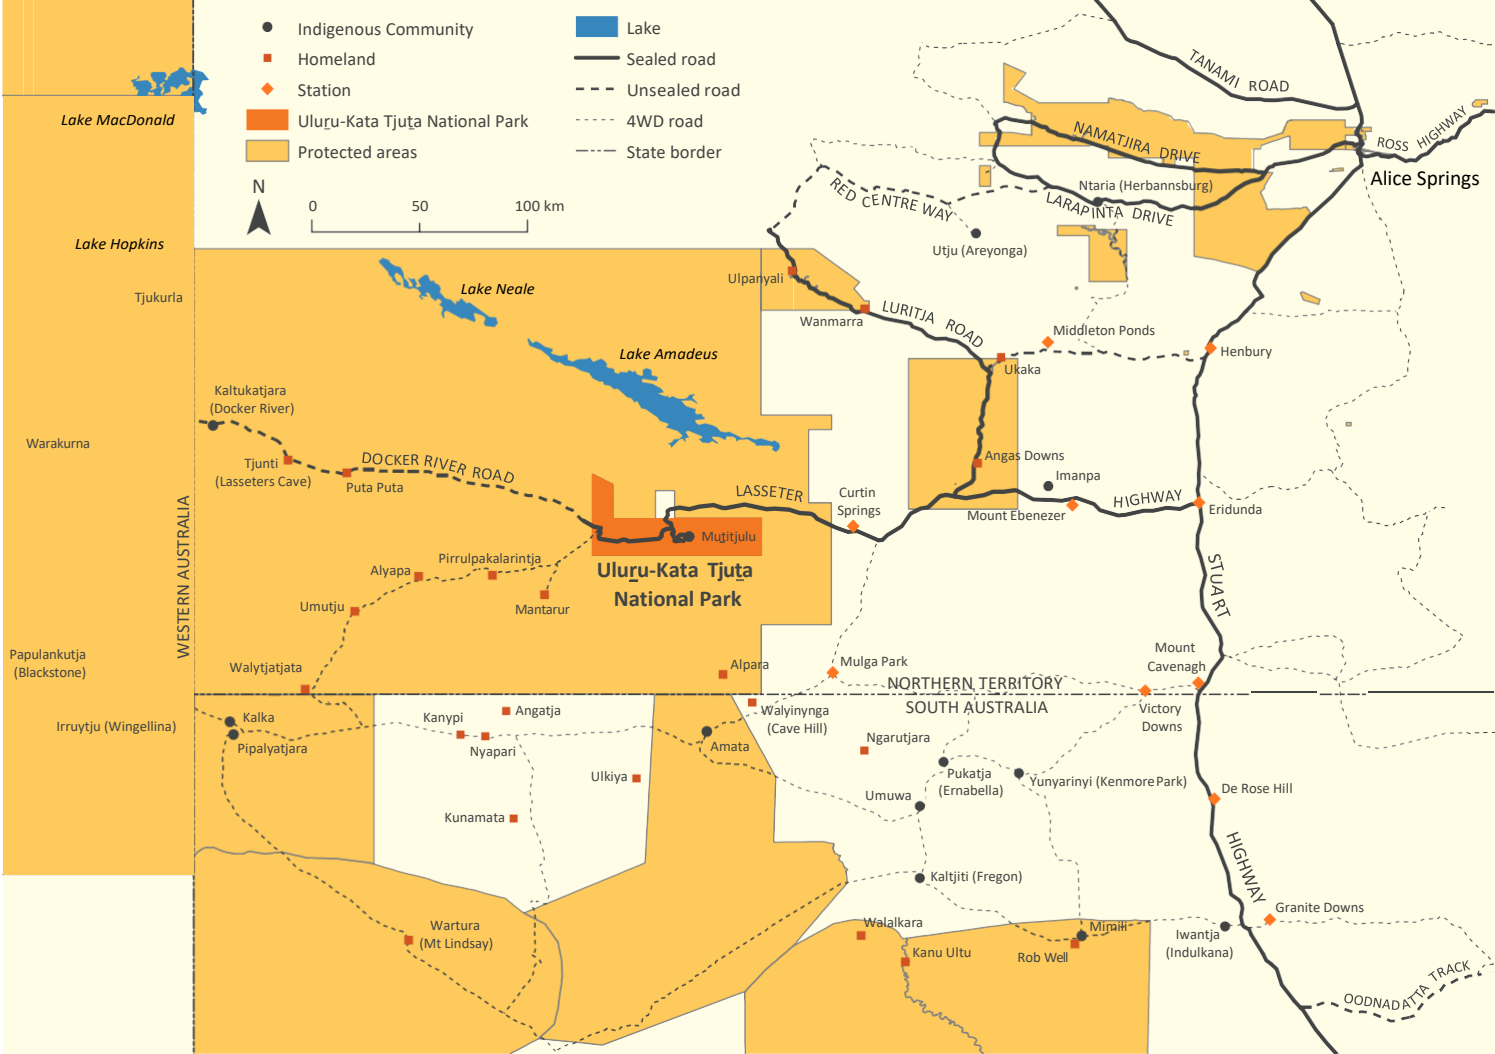 Indigenous Community
Homeland
Station
Uluṟu-Kata Tjuṯa National Park
Protected areas
Lake
Sealed road
Unsealed road
4WD road
State border
N
0 50 100 km
Lake MacDonald
Lake Hopkins
Tjukurla
Warakurna
Papulankutja
(Blackstone)
Irruytju (Wingellina)
WESTERN AUSTRALIA
TANAMI ROAD
ROSS HIGHWAY
NAMATJIRA DRIVE
Alice Springs
Ntaria (Herbannsburg)
LARAPINTA DRIVE
RED CENTRE WAY
Utju (Areyonga)
Ulpanyali
Wanmarra
LURITJA ROAD
Middleton Ponds
Henbury
Ukaka
Lake Neale
Lake Amadeus
Kaltukatjara
(Docker River)
Tjunti
(Lasseters Cave)
Puta Puta
DOCKER RIVER ROAD
LASSETER HIGHWAY
Curtin
Springs
Angas Downs
Imanpa
Mount Ebenezer
Eridunda
Mutitjulu
Uluṟu-Kata Tjuṯa
National Park
Pirrulpakalarintja
Alyapa
Umutju
Mantarur
Walytjatjata
STUART HIGHWAY
Alpara
Mulga Park
Mount
Cavenagh
NORTHERN TERRITORY
SOUTH AUSTRALIA
Victory
Downs
Kalka
Pipalyatjara
Kanypi
Angatja
Nyapari
Ulkiya
Kunamata
Amata
Walyinynga
(Cave Hill)
Ngarutjara
Pukatja
(Ernabella)
Yunyarinyi (Kenmore Park)
Umuwa
De Rose Hill
Kaltjiti (Fregon)
Wartura
(Mt Lindsay)
Walalkara
Kanu Ultu
Mimili
Rob Well
Iwantja
(Indulkana)
Granite Downs
OODNADATTA TRACK